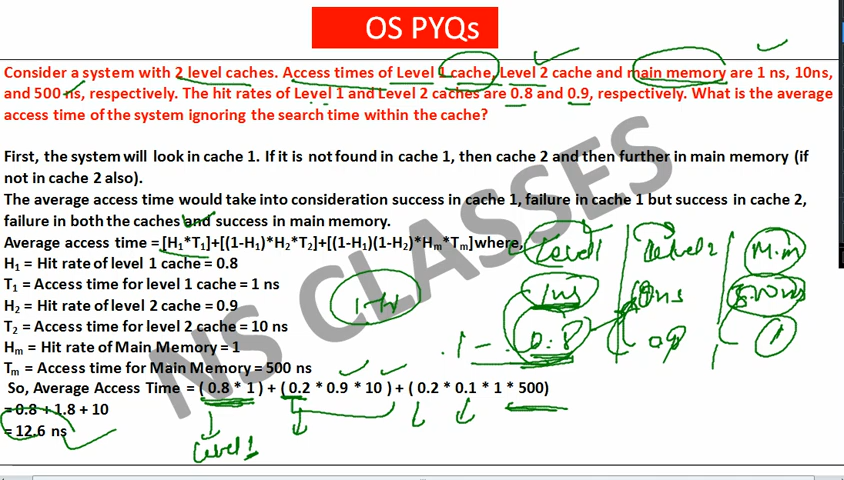 OS PYQs
Consider a system with 2 level caches. Access times of Level 1 cache, Level 2 cache and main memory are 1 ns, 10ns,
and 500 ns, respectively. The hit rates of Level 1 and Level 2 caches are 0.8 and 0.9, respectively. What is the average
access time of the system ignoring the search time within the cache?
First, the system will look in cache 1. If it is not found in cache 1, then cache 2 and then further in main memory (if
not in cache 2 also).
The average access time would take into consideration success in cache 1, failure in cache 1 but success in cache 2,
failure in both the caches and success in main memory.
Average access time = [H₁*T₁]+[(1-H₁)*H₂*T₂]+[(1-H₁)(1-H₂)*Hₘ*Tₘ] where,
H₁ = Hit rate of level 1 cache = 0.8
T₁ = Access time for level 1 cache = 1 ns
H₂ = Hit rate of level 2 cache = 0.9
T₂ = Access time for level 2 cache = 10 ns
Hₘ = Hit rate of Main Memory = 1
Tₘ = Access time for Main Memory = 500 ns
So, Average Access Time = ( 0.8 * 1 ) + ( 0.2 * 0.9 * 10 ) + ( 0.2 * 0.1 * 1 * 500)
= 0.8 + 1.8 + 10
= 12.6 ns
Level 1 Level 2 M.m
1ns 10ns 500ns
1-H
1 - 0.8 0.9 1
Level 1
NS CLASSES